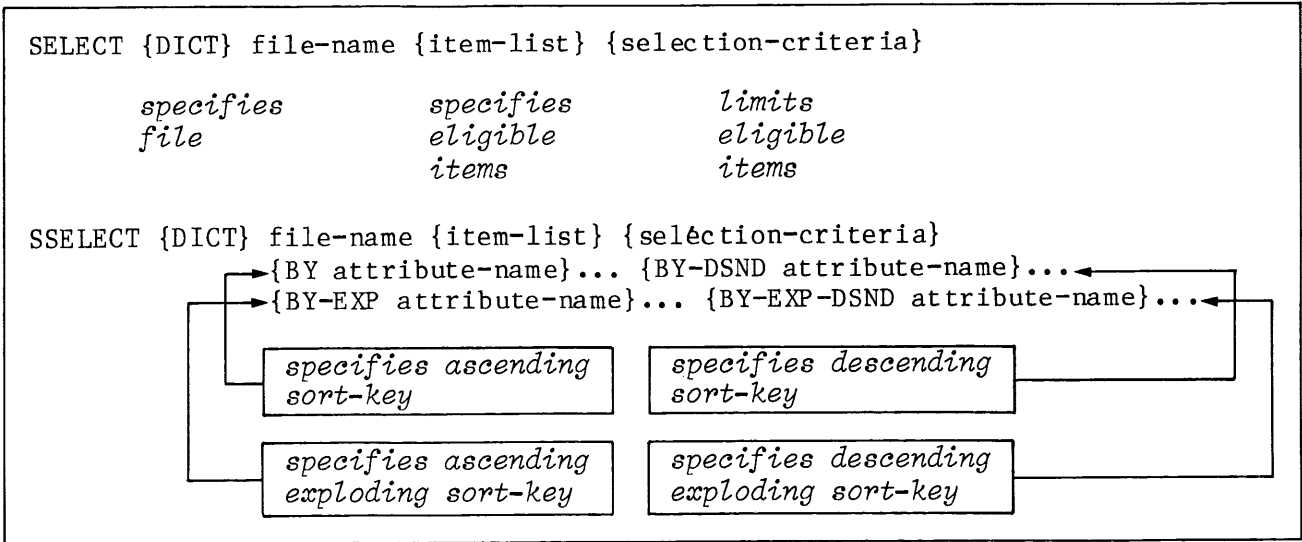 SELECT {DICT} file-name {item-list} {selection-criteria}
specifies specifies limits
file eligible eligible
items items
SSELECT {DICT} file-name {item-list} {seléction-criteria}
{BY attribute-name}... {BY-DSND attribute-name}...
{BY-EXP attribute-name}... {BY-EXP-DSND attribute-name}...
specifies ascending specifies descending
sort-key sort-key
specifies ascending specifies descending
exploding sort-key exploding sort-key